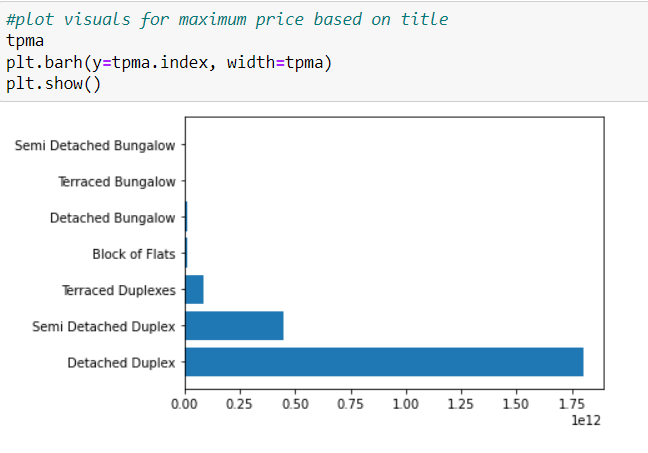 #plot visuals for maximum price based on title
tpma
plt.barh(y=tpma.index, width=tpma)
plt.show()
Semi Detached Bungalow
Terraced Bungalow
Detached Bungalow
Block of Flats
Terraced Duplexes
Semi Detached Duplex
Detached Duplex
0.00 0.25 0.50 0.75 1.00 1.25 1.50 1.75
1e12